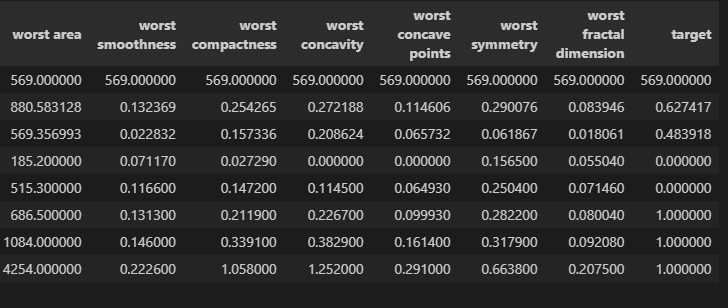 worst area worst smoothness worst compactness worst concavity worst concave points worst symmetry worst fractal dimension target
569.000000 569.000000 569.000000 569.000000 569.000000 569.000000 569.000000 569.000000
880.583128 0.132369 0.254265 0.272188 0.114606 0.290076 0.083946 0.627417
569.356993 0.022832 0.157336 0.208624 0.065732 0.061867 0.018061 0.483918
185.200000 0.071170 0.027290 0.000000 0.000000 0.156500 0.055040 0.000000
515.300000 0.116600 0.147200 0.114500 0.064930 0.250400 0.071460 0.000000
686.500000 0.131300 0.211900 0.226700 0.099930 0.282200 0.080040 1.000000
1084.000000 0.146000 0.339100 0.382900 0.161400 0.317900 0.092080 1.000000
4254.000000 0.222600 1.058000 1.252000 0.291000 0.663800 0.207500 1.000000